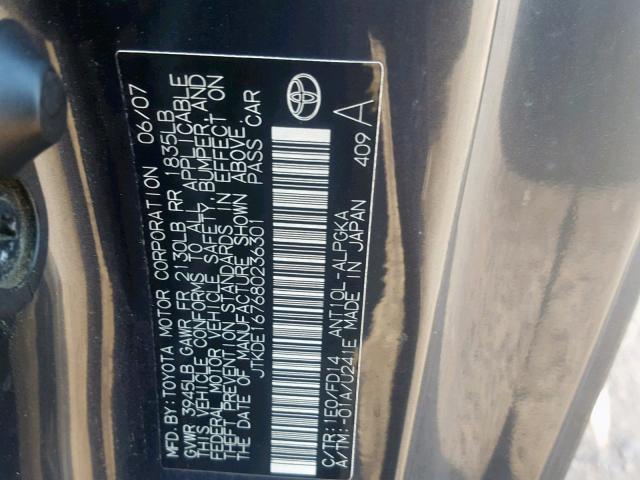 MFD.BY:TOYOTA MOTOR CORPORATION 06/07
GVWR 3945LB GAWR FR 2130LB RR 1835LB
THIS VEHICLE CONFORMS TO ALL APPLICABLE
FEDERAL MOTOR VEHICLE SAFETY, BUMPER, AND
THEFT PREVENTION STANDARDS IN EFFECT ON
THE DATE OF MANUFACTURE SHOWN ABOVE.
JTKDE167680236301 PASS CAR
C/TR:1E0/FD14 ANT10L-ALPGKA 409 A
A/TM:-01A/U241E MADE IN JAPAN